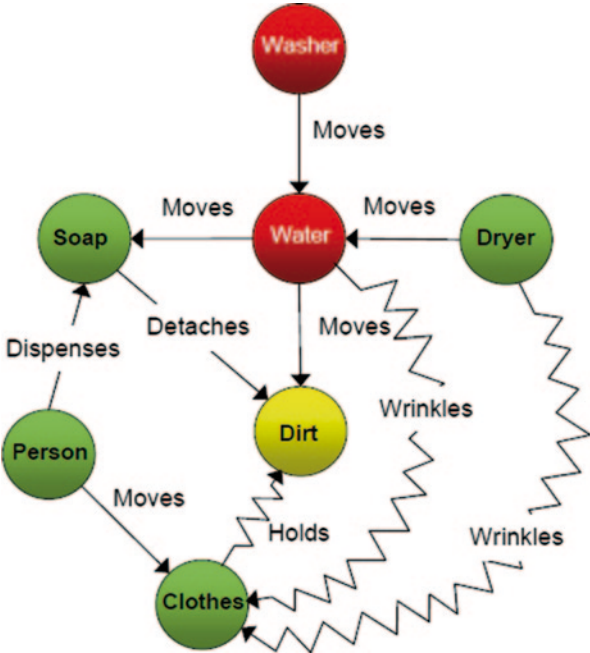 Washer
Moves
Moves
Moves
Soap
Water
Dryer
Detaches
Moves
Dispenses
Wrinkles
Dirt
Person
Moves
Holds
Wrinkles
Clothes